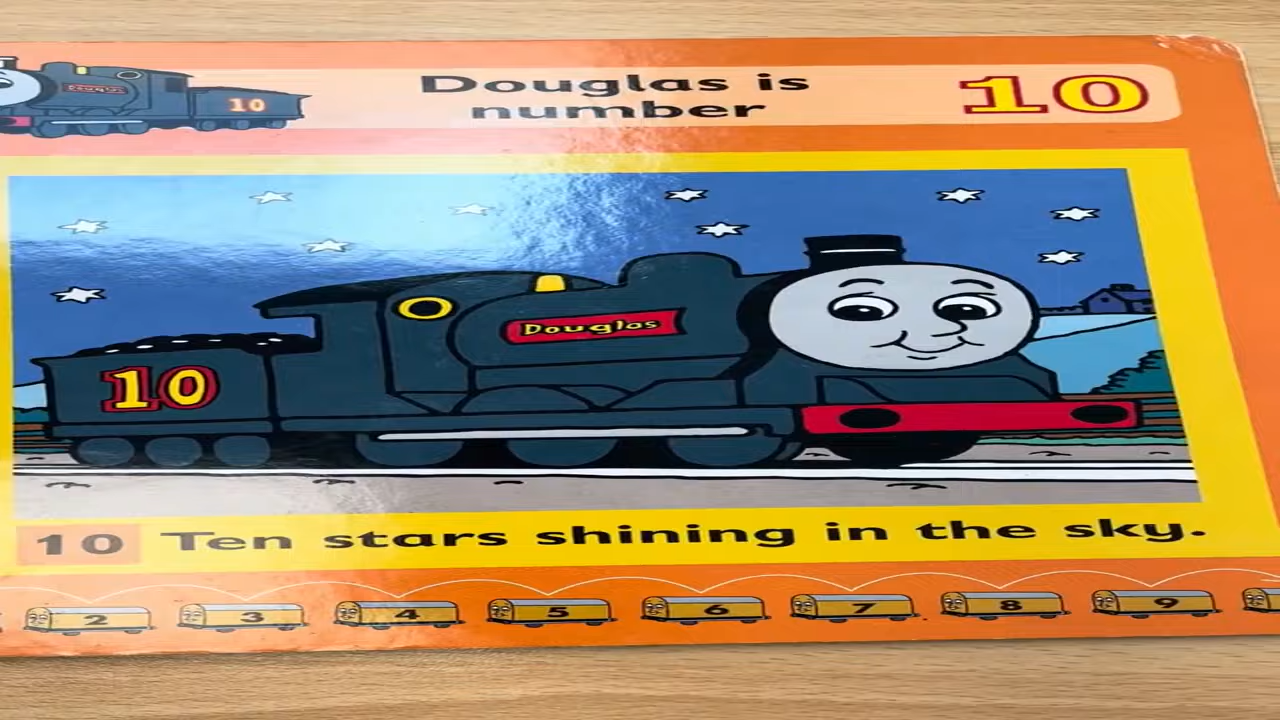 Douglas
10
Douglas is
number
10
Douglas
10
10 Ten stars shining in the sky.
2 3 4 5 6 7 8 9